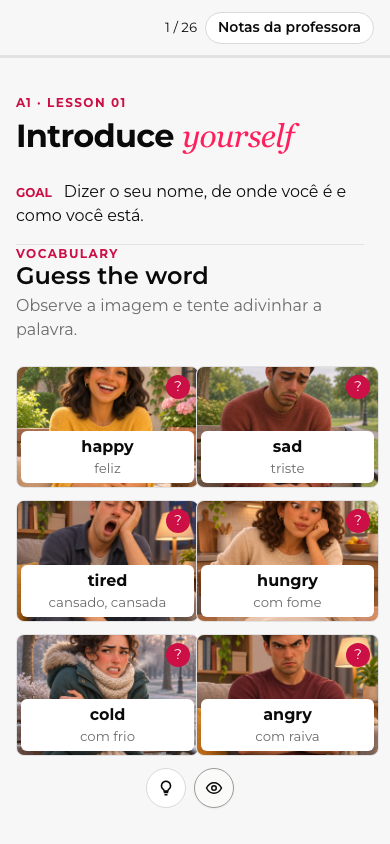 1 / 26
Notas da professora
A1 · LESSON 01
Introduce yourself
GOAL Dizer o seu nome, de onde você é e
como você está.
VOCABULARY
Guess the word
Observe a imagem e tente adivinhar a
palavra.
?
?
happy
feliz
sad
triste
?
?
tired
cansado, cansada
hungry
com fome
?
?
cold
com frio
angry
com raiva